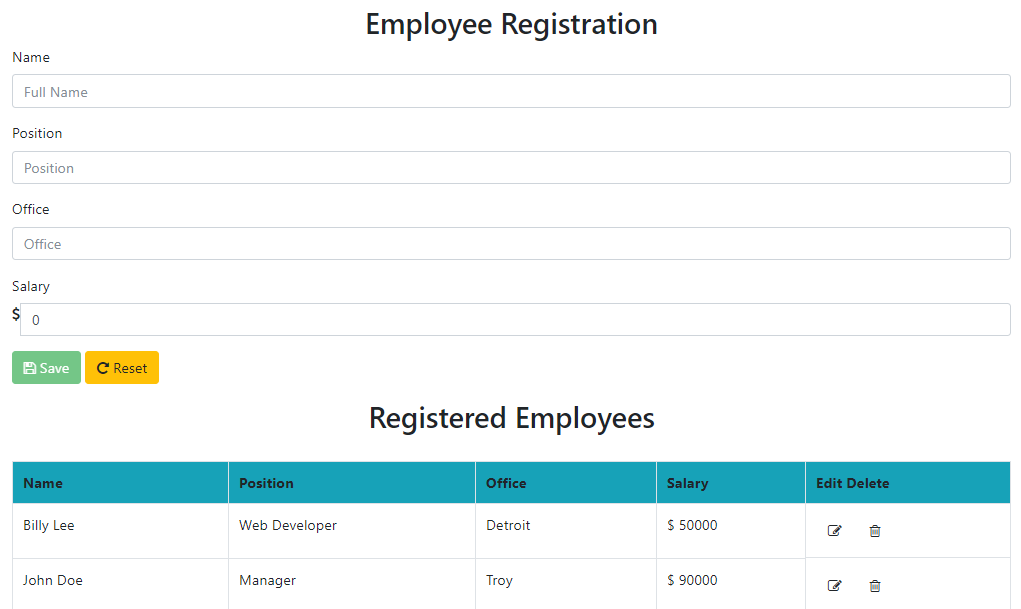 Employee Registration
Name
Full Name
Position
Position
Office
Office
Salary
$ 0
Save Reset
Registered Employees
Name Position Office Salary Edit Delete
Billy Lee Web Developer Detroit $ 50000
John Doe Manager Troy $ 90000